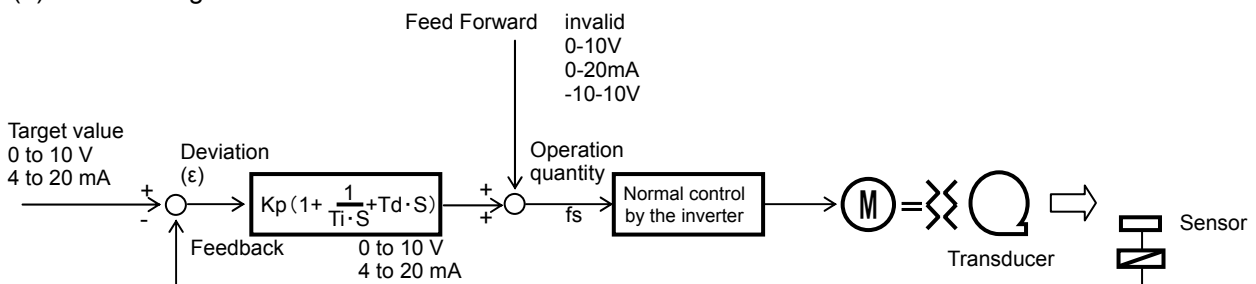 Feed Forward
invalid
0-10V
0-20mA
-10-10V
Target value
0 to 10 V
4 to 20 mA
+
-
Deviation
(ε)
Kp(1+ 1/Ti·S +Td·S)
0 to 10 V
4 to 20 mA
Feedback
+
+
Operation
quantity
fs
Normal control
by the inverter
M
Transducer
Sensor